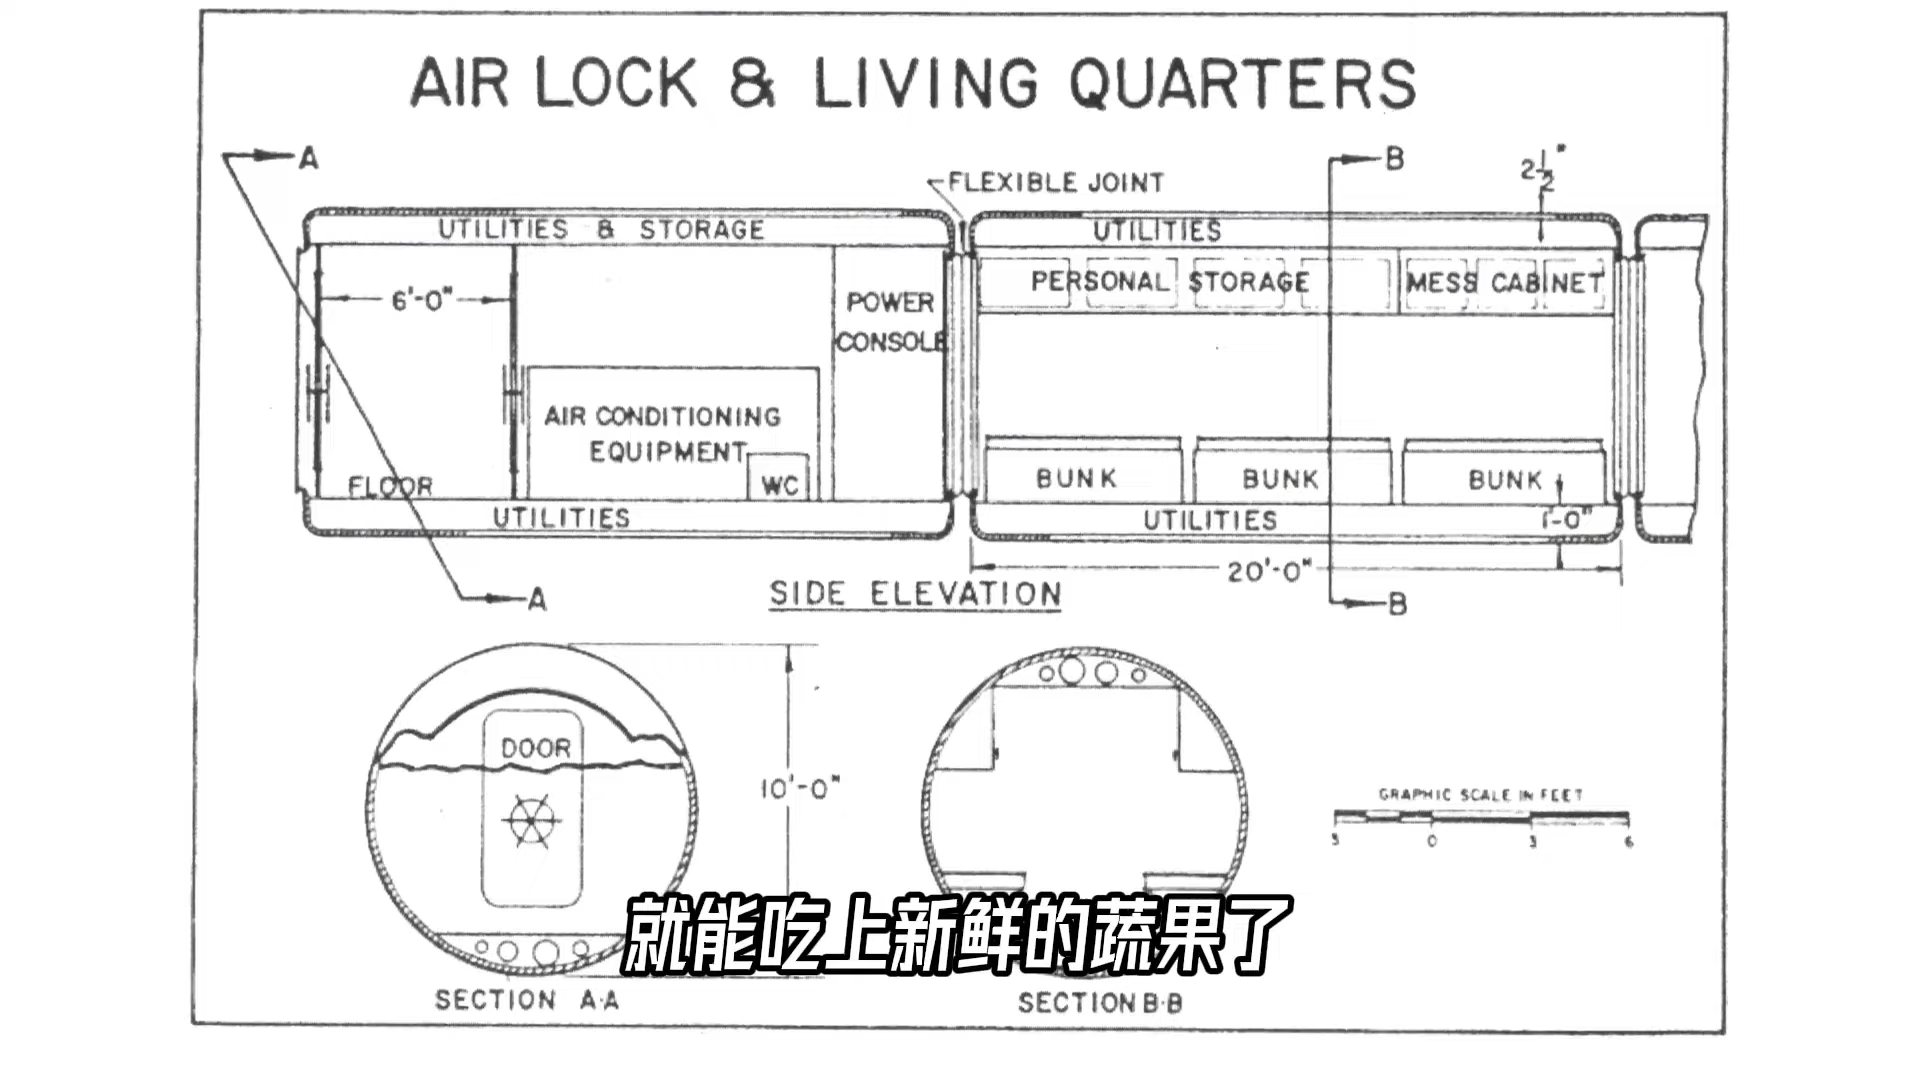 AIR LOCK & LIVING QUARTERS
A
B
2½"
FLEXIBLE JOINT
UTILITIES & STORAGE
UTILITIES
6'-0"
POWER
CONSOLE
PERSONAL STORAGE
MESS CABINET
AIR CONDITIONING
EQUIPMENT
WC
FLOOR
BUNK
BUNK
BUNK
UTILITIES
UTILITIES
1'-0"
20'-0"
A
SIDE ELEVATION
B
DOOR
10'-0"
GRAPHIC SCALE IN FEET
3 0 3 6
就能吃上新鲜的蔬果了
SECTION A-A
SECTION B-B